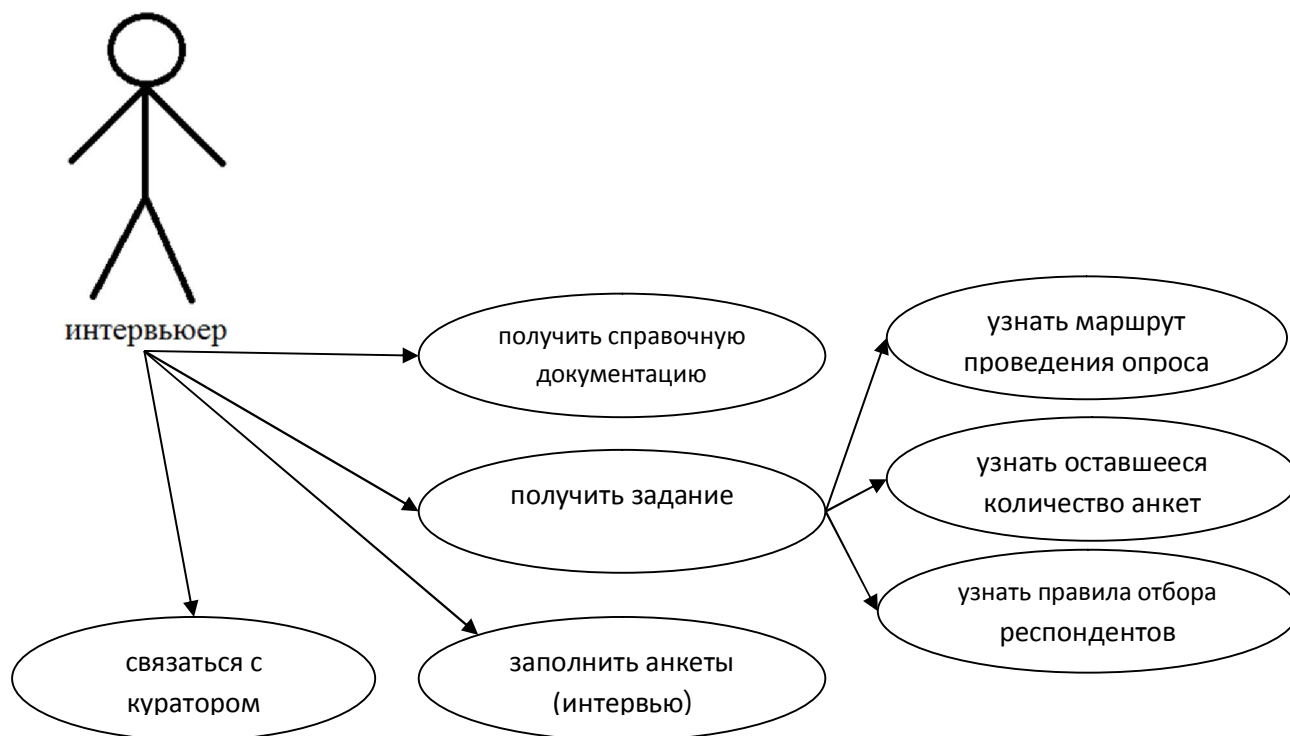 интервьюер
получить справочную
документацию
узнать маршрут
проведения опроса
получить задание
узнать оставшееся
количество анкет
узнать правила отбора
респондентов
связаться с
куратором
заполнить анкеты
(интервью)